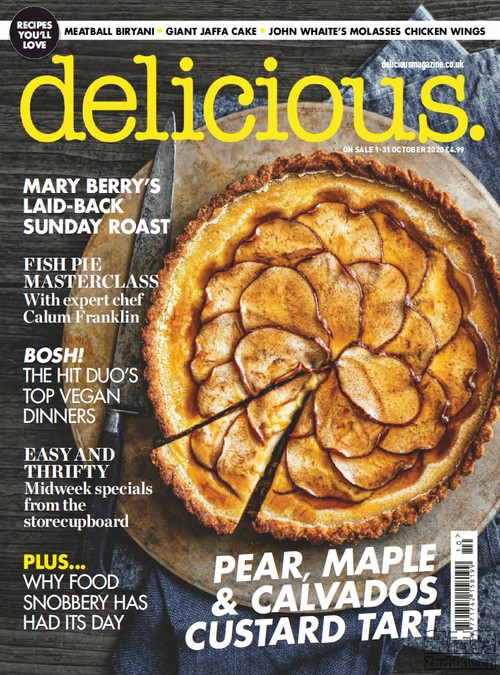 RECIPES
YOU'LL
LOVE
MEATBALL BIRYANI • GIANT JAFFA CAKE • JOHN WHAITE'S MOLASSES CHICKEN WINGS
deliciousmagazine.co.uk
delicious.
ON SALE 1-31 OCTOBER 2020 £4.99
MARY BERRY'S
LAID-BACK
SUNDAY ROAST
FISH PIE
MASTERCLASS
With expert chef
Calum Franklin
BOSH!
THE HIT DUO'S
TOP VEGAN
DINNERS
EASY AND
THRIFTY
Midweek specials
from the
storecupboard
PLUS...
WHY FOOD
SNOBBERY HAS
HAD ITS DAY
PEAR, MAPLE
& CALVADOS
CUSTARD TART